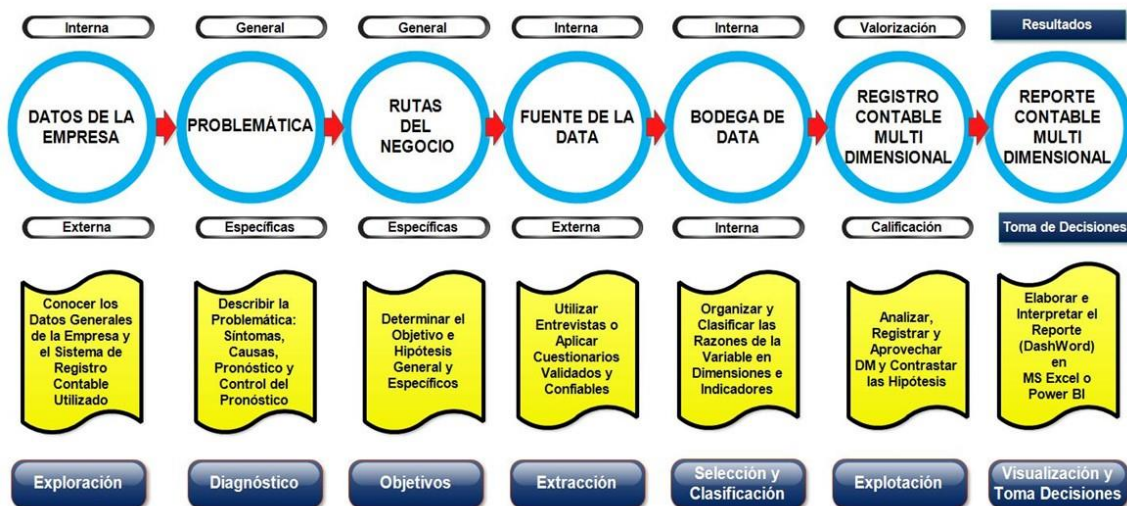 Interna
General
General
Interna
Interna
Valorización
Resultados
DATOS DE LA
EMPRESA
PROBLEMÁTICA
RUTAS
DEL
NEGOCIO
FUENTE DE LA
DATA
BODEGA DE
DATA
REGISTRO
CONTABLE
MULTI
DIMENSIONAL
REPORTE
CONTABLE
MULTI
DIMENSIONAL
Externa
Específicas
Específicas
Externa
Interna
Calificación
Toma de Decisiones
Conocer los
Datos Generales
de la Empresa y
el Sistema de
Registro
Contable
Utilizado
Describir la
Problemática:
Síntomas,
Causas,
Pronóstico y
Control del
Pronóstico
Determinar el
Objetivo e
Hipótesis
General y
Específicos
Utilizar
Entrevistas o
Aplicar
Cuestionarios
Validados y
Confiables
Organizar y
Clasificar las
Razones de la
Variable en
Dimensiones e
Indicadores
Analizar,
Registrar y
Aprovechar
DM y Contrastar
las Hipótesis
Elaborar e
Interpretar el
Reporte
(DashWord)
en
MS Excel o
Power BI
Exploración
Diagnóstico
Objetivos
Extracción
Selección y
Clasificación
Explotación
Visualización y
Toma Decisiones